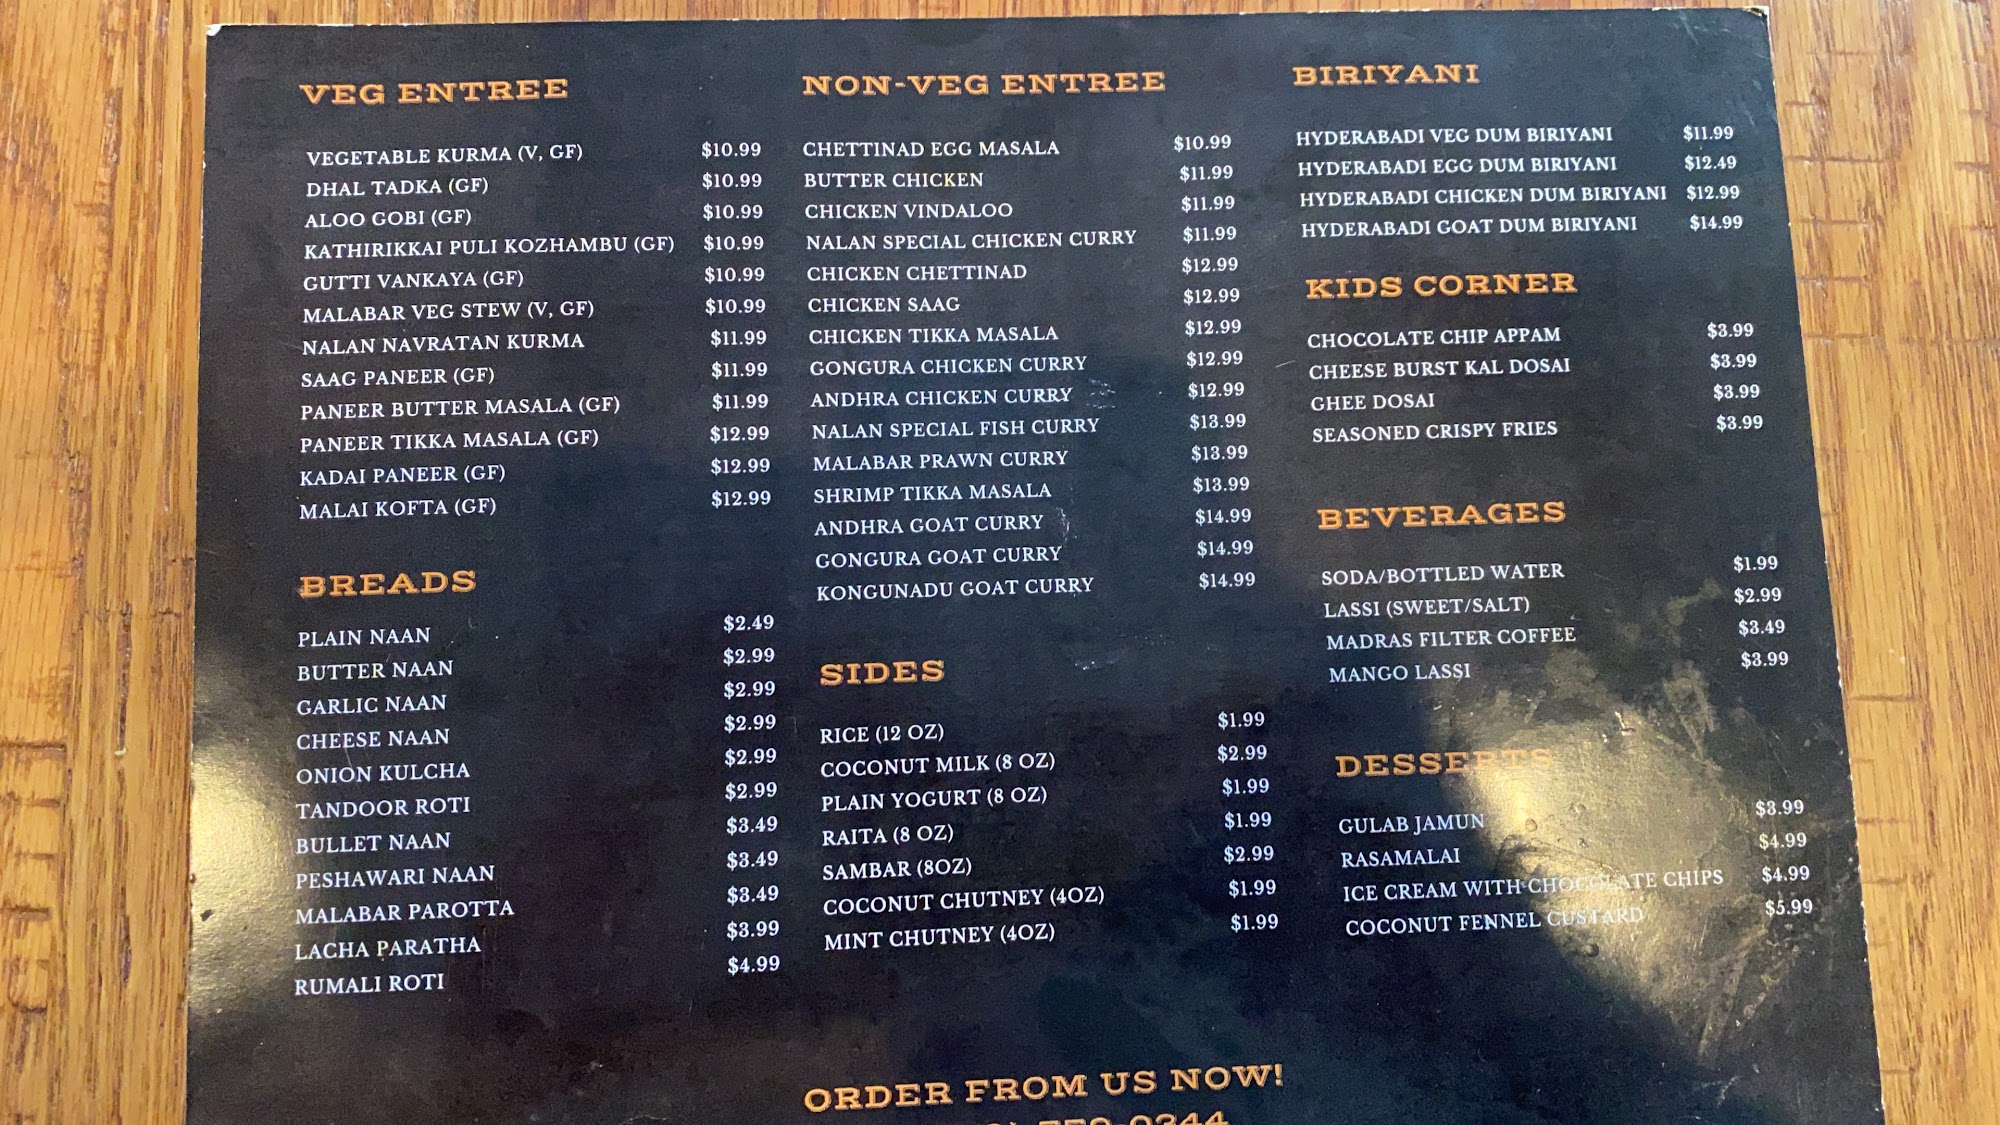 VEG ENTREE
VEGETABLE KURMA (V, GF) $10.99
DHAL TADKA (GF) $10.99
ALOO GOBI (GF) $10.99
KATHIRIKKAI PULI KOZHAMBU (GF) $10.99
GUTTI VANKAYA (GF) $10.99
MALABAR VEG STEW (V, GF) $10.99
NALAN NAVRATAN KURMA $11.99
SAAG PANEER (GF) $11.99
PANEER BUTTER MASALA (GF) $11.99
PANEER TIKKA MASALA (GF) $12.99
KADAI PANEER (GF) $12.99
MALAI KOFTA (GF) $12.99
BREADS
PLAIN NAAN $2.49
BUTTER NAAN $2.99
GARLIC NAAN $2.99
CHEESE NAAN $2.99
ONION KULCHA $2.99
TANDOOR ROTI $2.99
BULLET NAAN $3.49
PESHAWARI NAAN $3.49
MALABAR PAROTTA $3.49
LACHA PARATHA $3.99
RUMALI ROTI $4.99
NON-VEG ENTREE
CHETTINAD EGG MASALA $10.99
BUTTER CHICKEN $11.99
CHICKEN VINDALOO $11.99
NALAN SPECIAL CHICKEN CURRY $11.99
CHICKEN CHETTINAD $12.99
CHICKEN SAAG $12.99
CHICKEN TIKKA MASALA $12.99
GONGURA CHICKEN CURRY $12.99
ANDHRA CHICKEN CURRY $12.99
NALAN SPECIAL FISH CURRY $13.99
MALABAR PRAWN CURRY $13.99
SHRIMP TIKKA MASALA $13.99
ANDHRA GOAT CURRY $14.99
GONGURA GOAT CURRY $14.99
KONGUNADU GOAT CURRY $14.99
SIDES
RICE (12 OZ) $1.99
COCONUT MILK (8 OZ) $2.99
PLAIN YOGURT (8 OZ) $1.99
RAITA (8 OZ) $1.99
SAMBAR (8OZ) $2.99
COCONUT CHUTNEY (4OZ) $1.99
MINT CHUTNEY (4OZ) $1.99
BIRIYANI
HYDERABADI VEG DUM BIRIYANI $11.99
HYDERABADI EGG DUM BIRIYANI $12.49
HYDERABADI CHICKEN DUM BIRIYANI $12.99
HYDERABADI GOAT DUM BIRIYANI $14.99
KIDS CORNER
CHOCOLATE CHIP APPAM $3.99
CHEESE BURST KAL DOSAI $3.99
GHEE DOSAI $3.99
SEASONED CRISPY FRIES $3.99
BEVERAGES
SODA/BOTTLED WATER $1.99
LASSI (SWEET/SALT) $2.99
MADRAS FILTER COFFEE $3.49
MANGO LASSI $3.99
DESSERTS
GULAB JAMUN $3.99
RASAMALAI $4.99
ICE CREAM WITH CHOCOLATE CHIPS $4.99
COCONUT FENNEL CUSTARD $5.99
ORDER FROM US NOW!